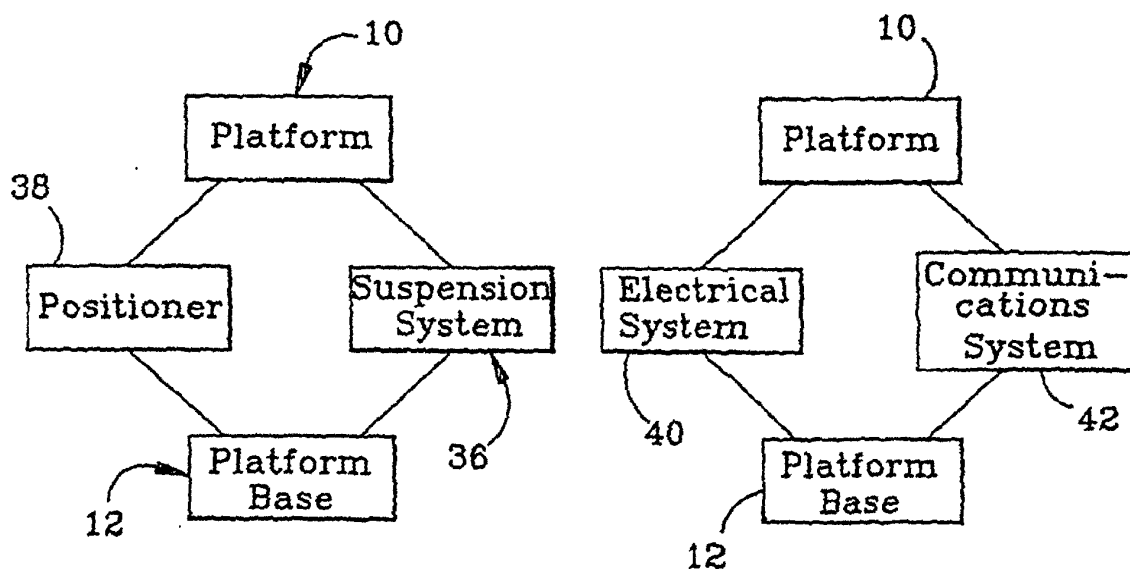 10
Platform
38
Positioner
Suspension
System
36
Platform
Base
12
10
Platform
Electrical
System
40
Communi-
cations
System
42
Platform
Base
12